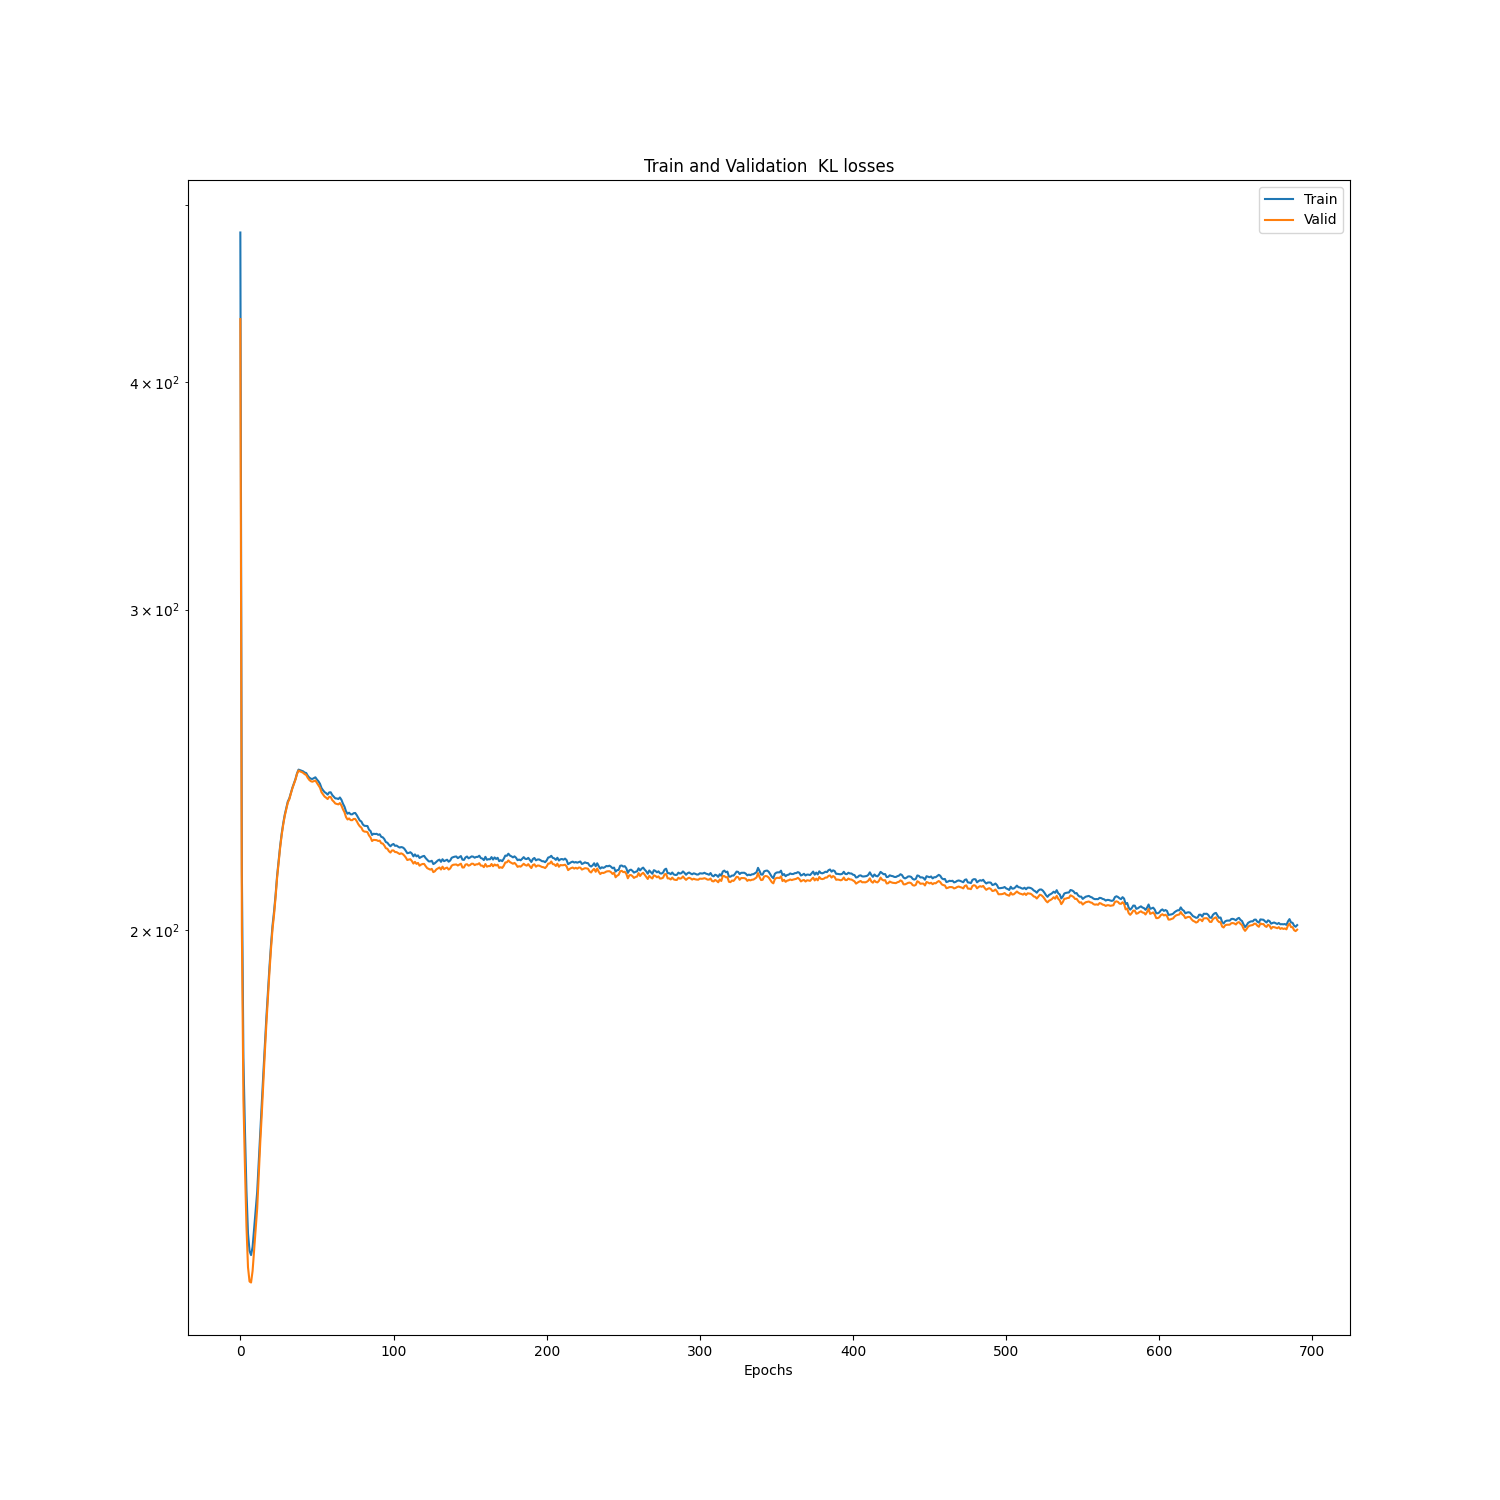 Train and Validation  KL losses
Train
Valid
4 × 10²
3 × 10²
2 × 10²
0 100 200 300 400 500 600 700
Epochs